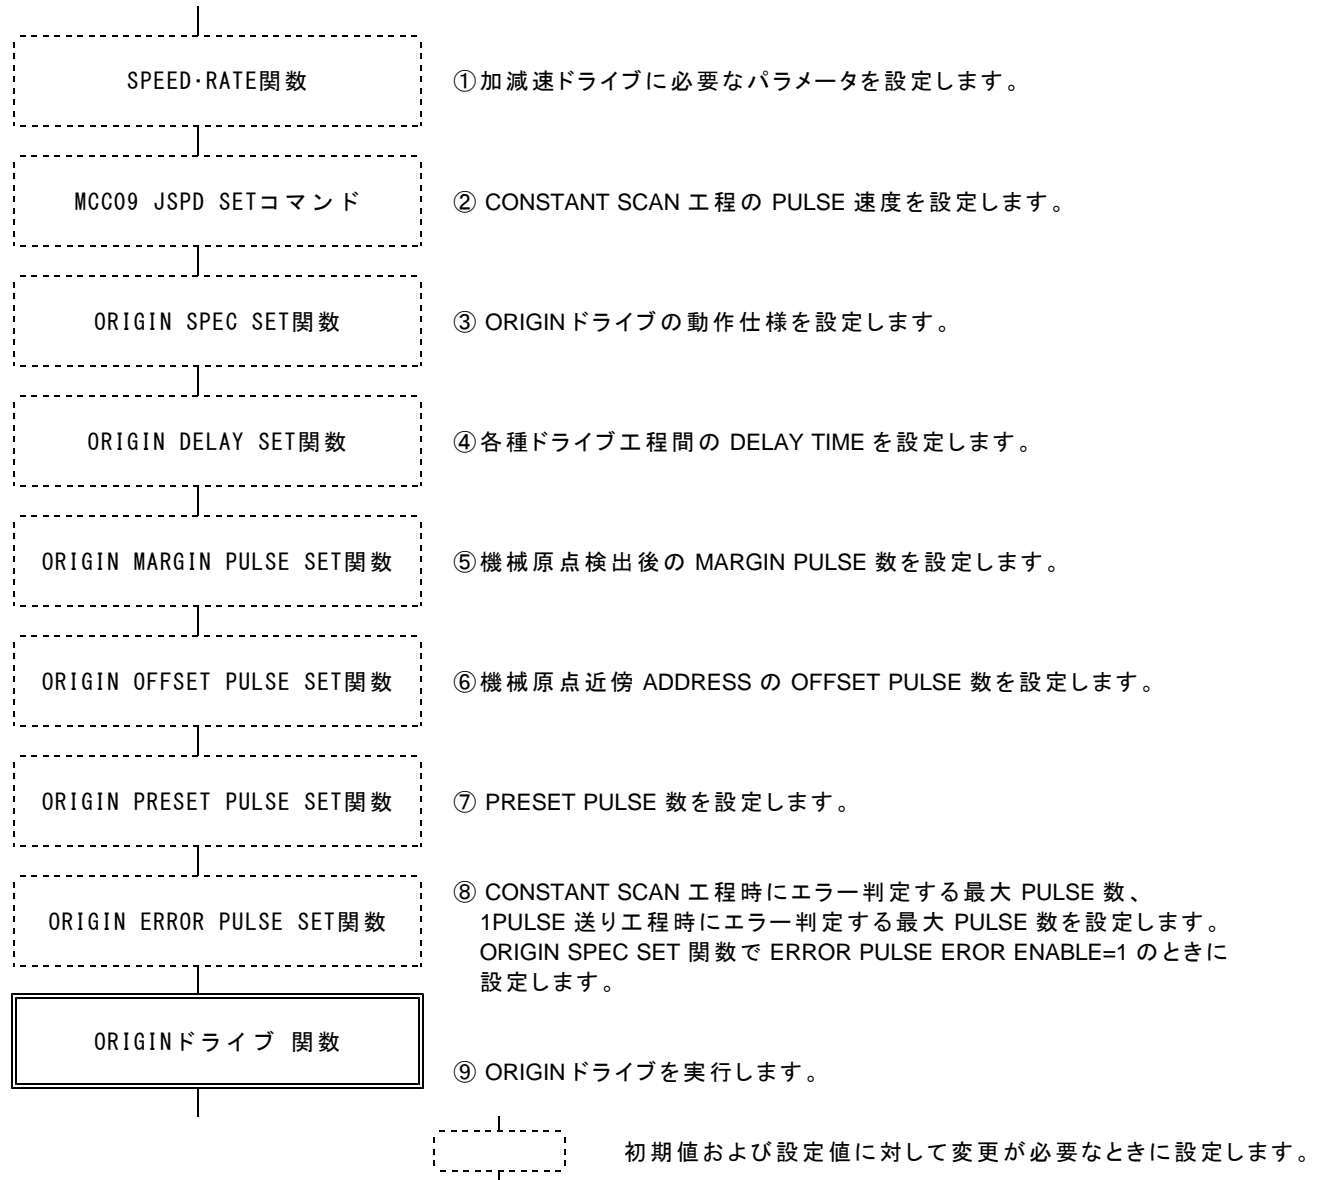 SPEED・RATE関数
①加減速ドライブに必要なパラメータを設定します。
MCC09 JSPD SETコマンド
② CONSTANT SCAN 工程の PULSE 速度を設定します。
ORIGIN SPEC SET関数
③ ORIGINドライブの動作仕様を設定します。
ORIGIN DELAY SET関数
④各種ドライブ工程間の DELAY TIME を設定します。
ORIGIN MARGIN PULSE SET関数
⑤機械原点検出後の MARGIN PULSE 数を設定します。
ORIGIN OFFSET PULSE SET関数
⑥機械原点近傍 ADDRESS の OFFSET PULSE 数を設定します。
ORIGIN PRESET PULSE SET関数
⑦ PRESET PULSE 数を設定します。
ORIGIN ERROR PULSE SET関数
⑧ CONSTANT SCAN 工程時にエラー判定する最大 PULSE 数、
1PULSE 送り工程時にエラー判定する最大 PULSE 数を設定します。
ORIGIN SPEC SET 関数で ERROR PULSE EROR ENABLE=1 のときに
設定します。
ORIGINドライブ 関数
⑨ ORIGINドライブを実行します。
初期値および設定値に対して変更が必要なときに設定します。